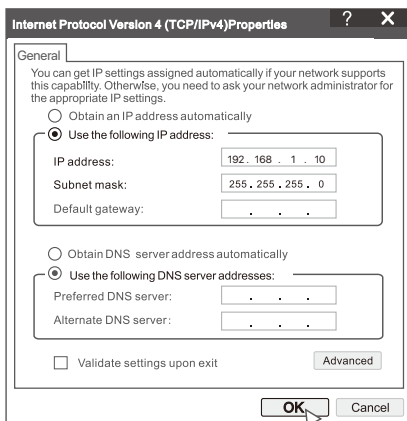 Internet Protocol Version 4 (TCP/IPv4)Properties
? X
General
You can get IP settings assigned automatically if your network supports
this capability. Otherwise, you need to ask your network administrator for
the appropriate IP settings.
Obtain an IP address automatically
Use the following IP address:
IP address: 192. 168 . 1 . 10
Subnet mask: 255. 255. 255. 0
Default gateway: . . .
Obtain DNS server address automatically
Use the following DNS server addresses:
Preferred DNS server: . . .
Alternate DNS server: . . .
Validate settings upon exit
Advanced
OK Cancel